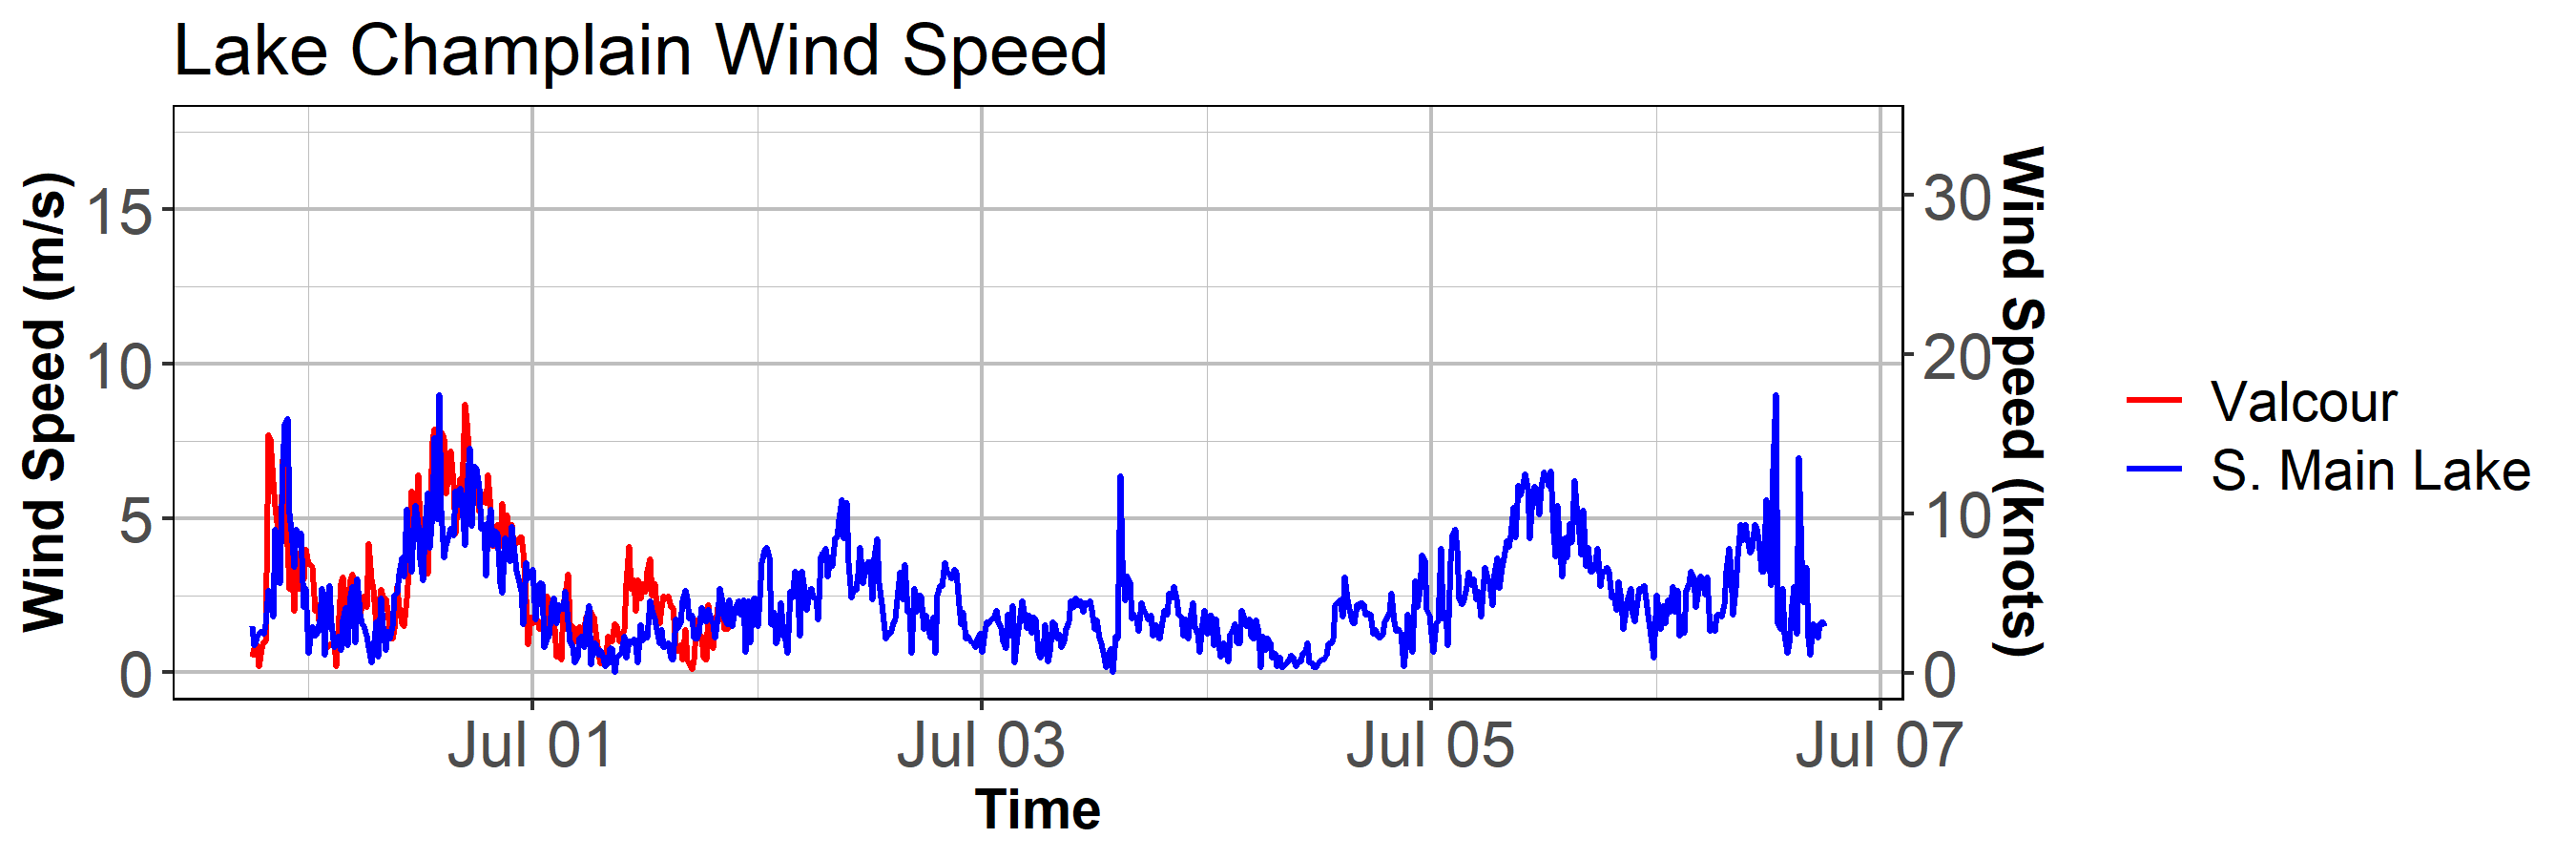 Lake Champlain Wind Speed
Wind Speed (m/s)
15
10
5
0
30
20
10
0
Wind Speed (knots)
Jul 01
Jul 03
Jul 05
Jul 07
Time
Valcour
S. Main Lake